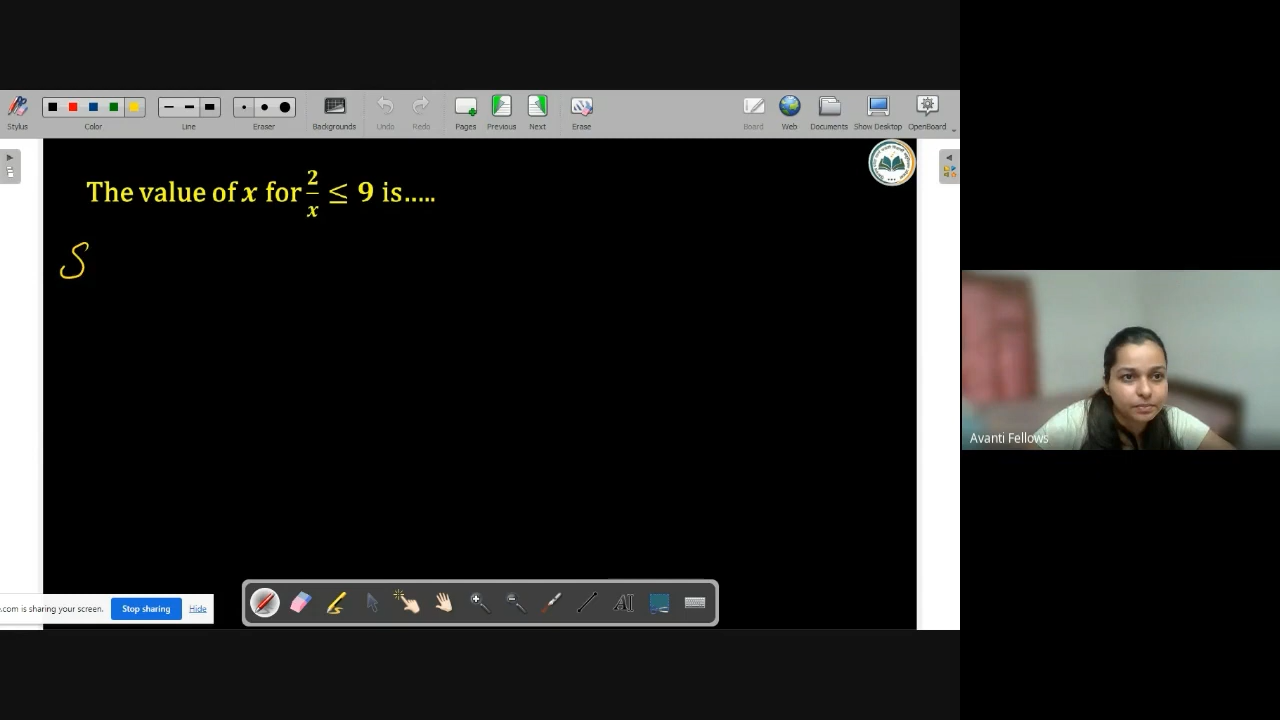 Stylus
Color
Line
Eraser
Backgrounds
Undo
Redo
Pages
Previous
Next
Erase
Board
Web
Documents
Show Desktop
OpenBoard
The value of x for 2/x ≤ 9 is.....
S
e.com is sharing your screen.
Stop sharing
Hide
AI
Avanti Fellows